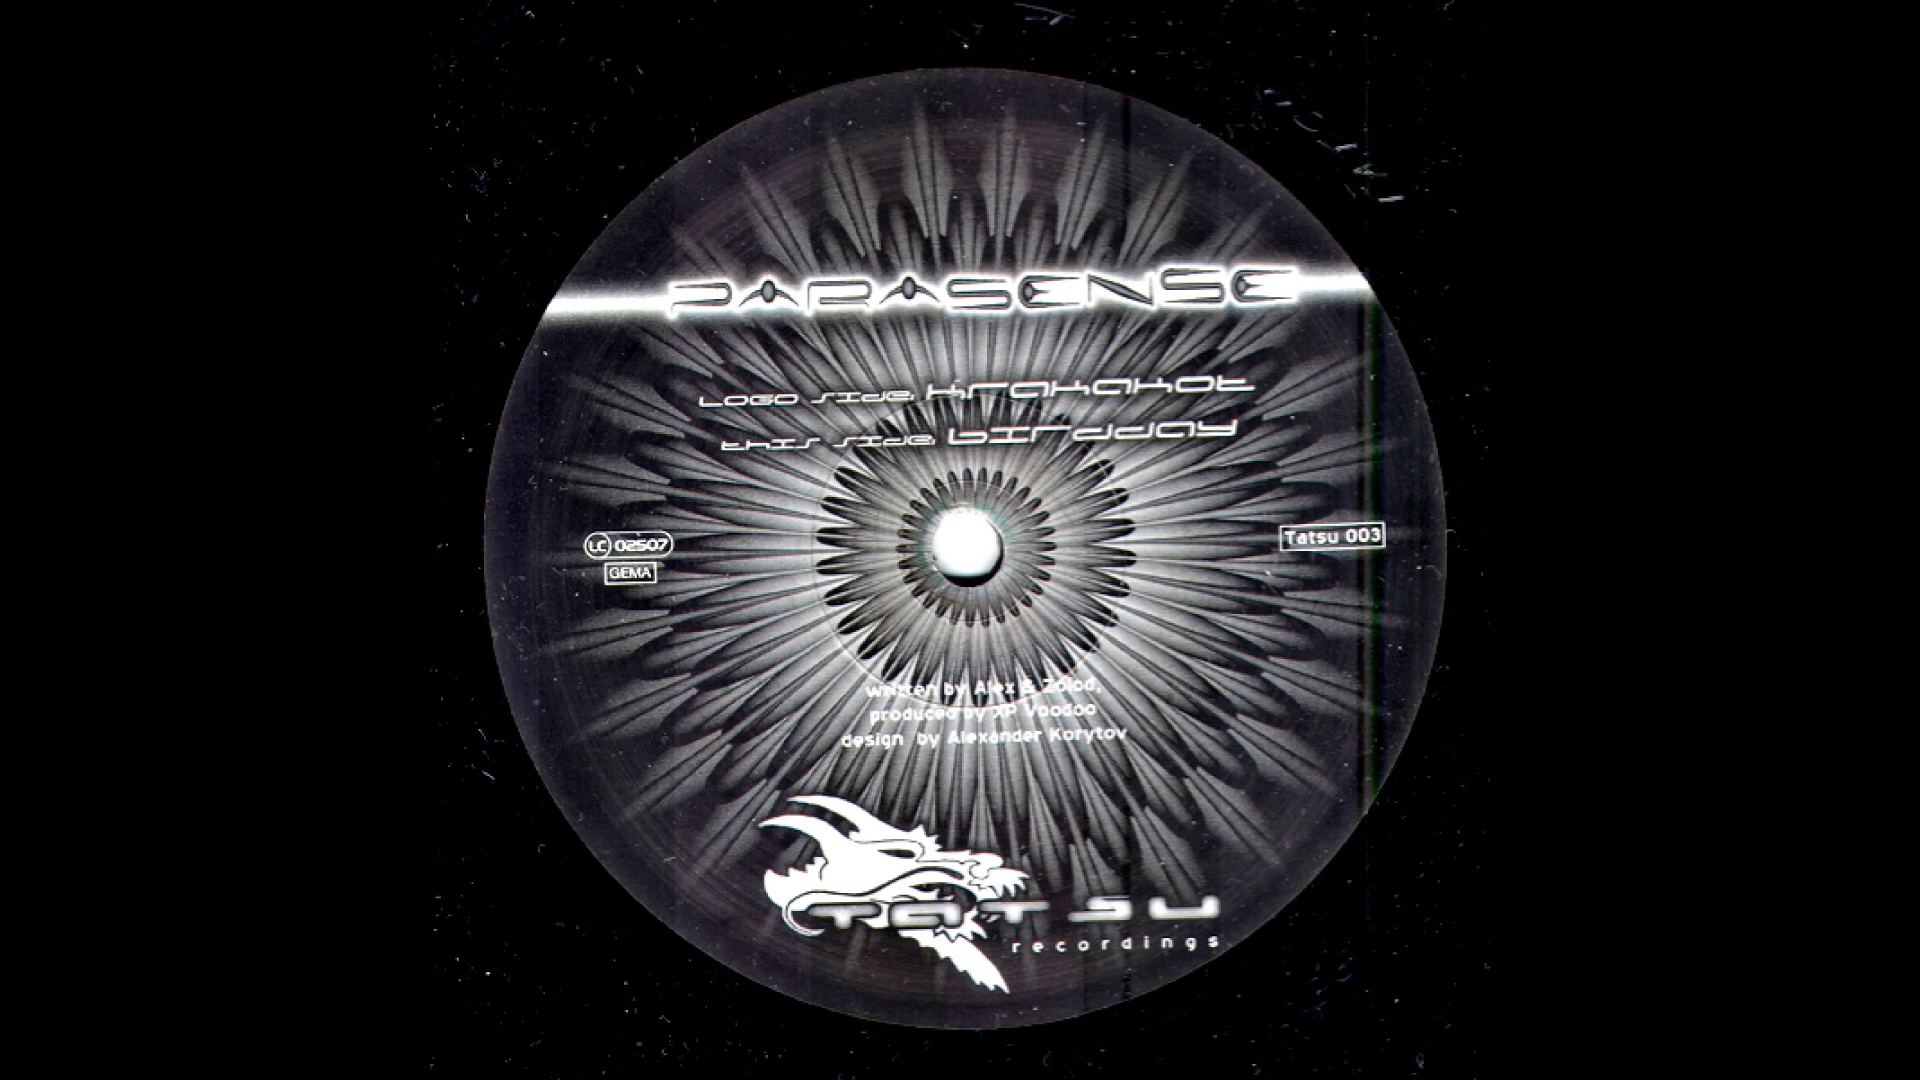 PARASENSE
LOGO side: krakakot
this side: birdday
LC 02507
GEMA
Tatsu 003
written by Alex & Zolod,
produced by XP Voodoo
design by Alexander Korytov
TATSU
recordings